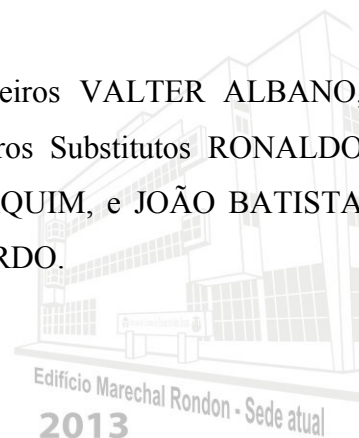 eiros VALTER ALBANO,
ros Substitutos RONALDO
QUIM, e JOÃO BATISTA
RDO.
Edifício Marechal Rondon - Sede atual
2013